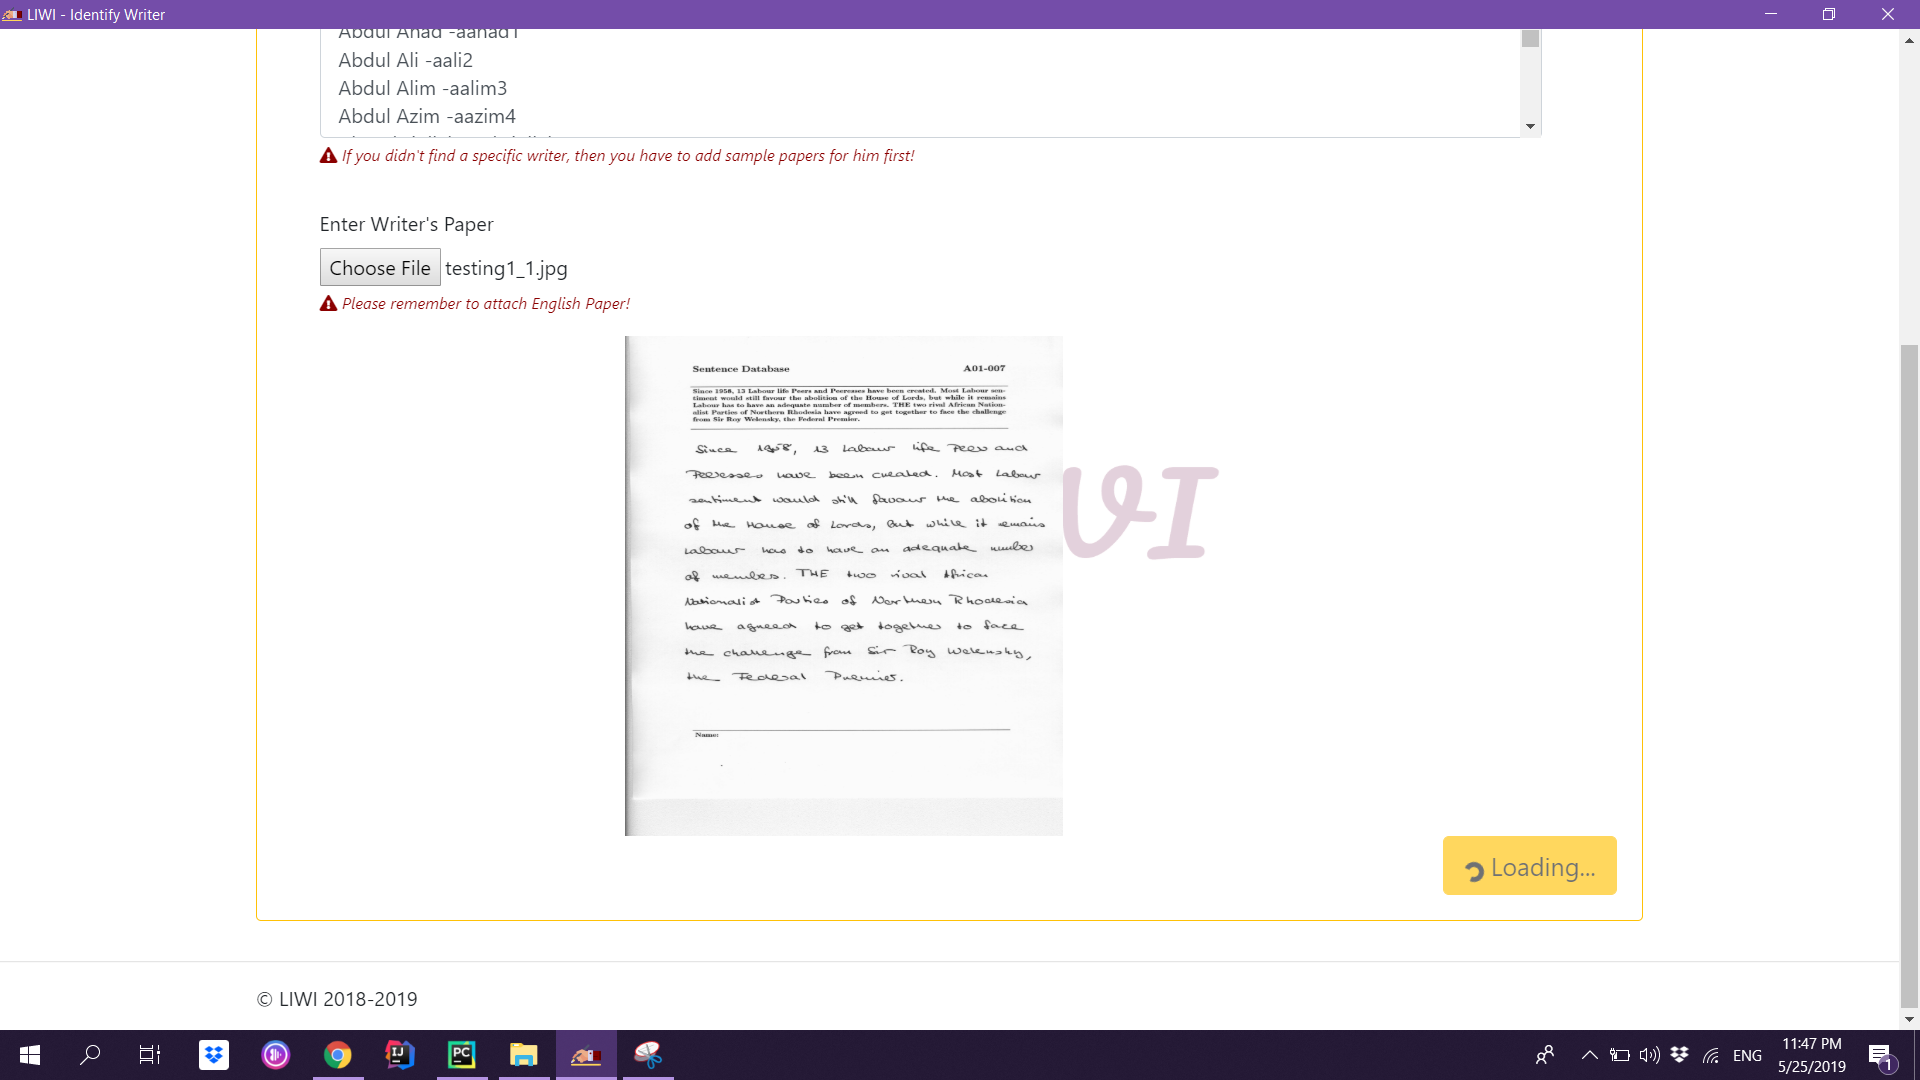 LIWI - Identify Writer
Abdul Ahad -aahad1
Abdul Ali -aali2
Abdul Alim -aalim3
Abdul Azim -aazim4
If you didn't find a specific writer, then you have to add sample papers for him first!
Enter Writer's Paper
Choose File testing1_1.jpg
Please remember to attach English Paper!
Sentence Database A01-007
Since 1958, 13 Labour life Peers and Peeresses have been created. Most Labour sen-
timent would still favour the abolition of the House of Lords, but while it remains
Labour has to have an adequate number of members. THE two rival African Nation-
alist Parties of Northern Rhodesia have agreed to get together to face the challenge
from Sir Roy Welensky, the Federal Premier.
Since 1958, 13 Labour life Peers and
Peeresses have been created. Most Labour
sentiment would still favour the abolition
of the House of Lords, but while it remains
Labour has to have an adequate number
of members. THE two rival African
Nationalist Parties of Northern Rhodesia
have agreed to get together to face
the challenge from Sir Roy Welensky,
the Federal Premier.
Name:
WI
Loading...
© LIWI 2018-2019
ENG
11:47 PM
5/25/2019
1